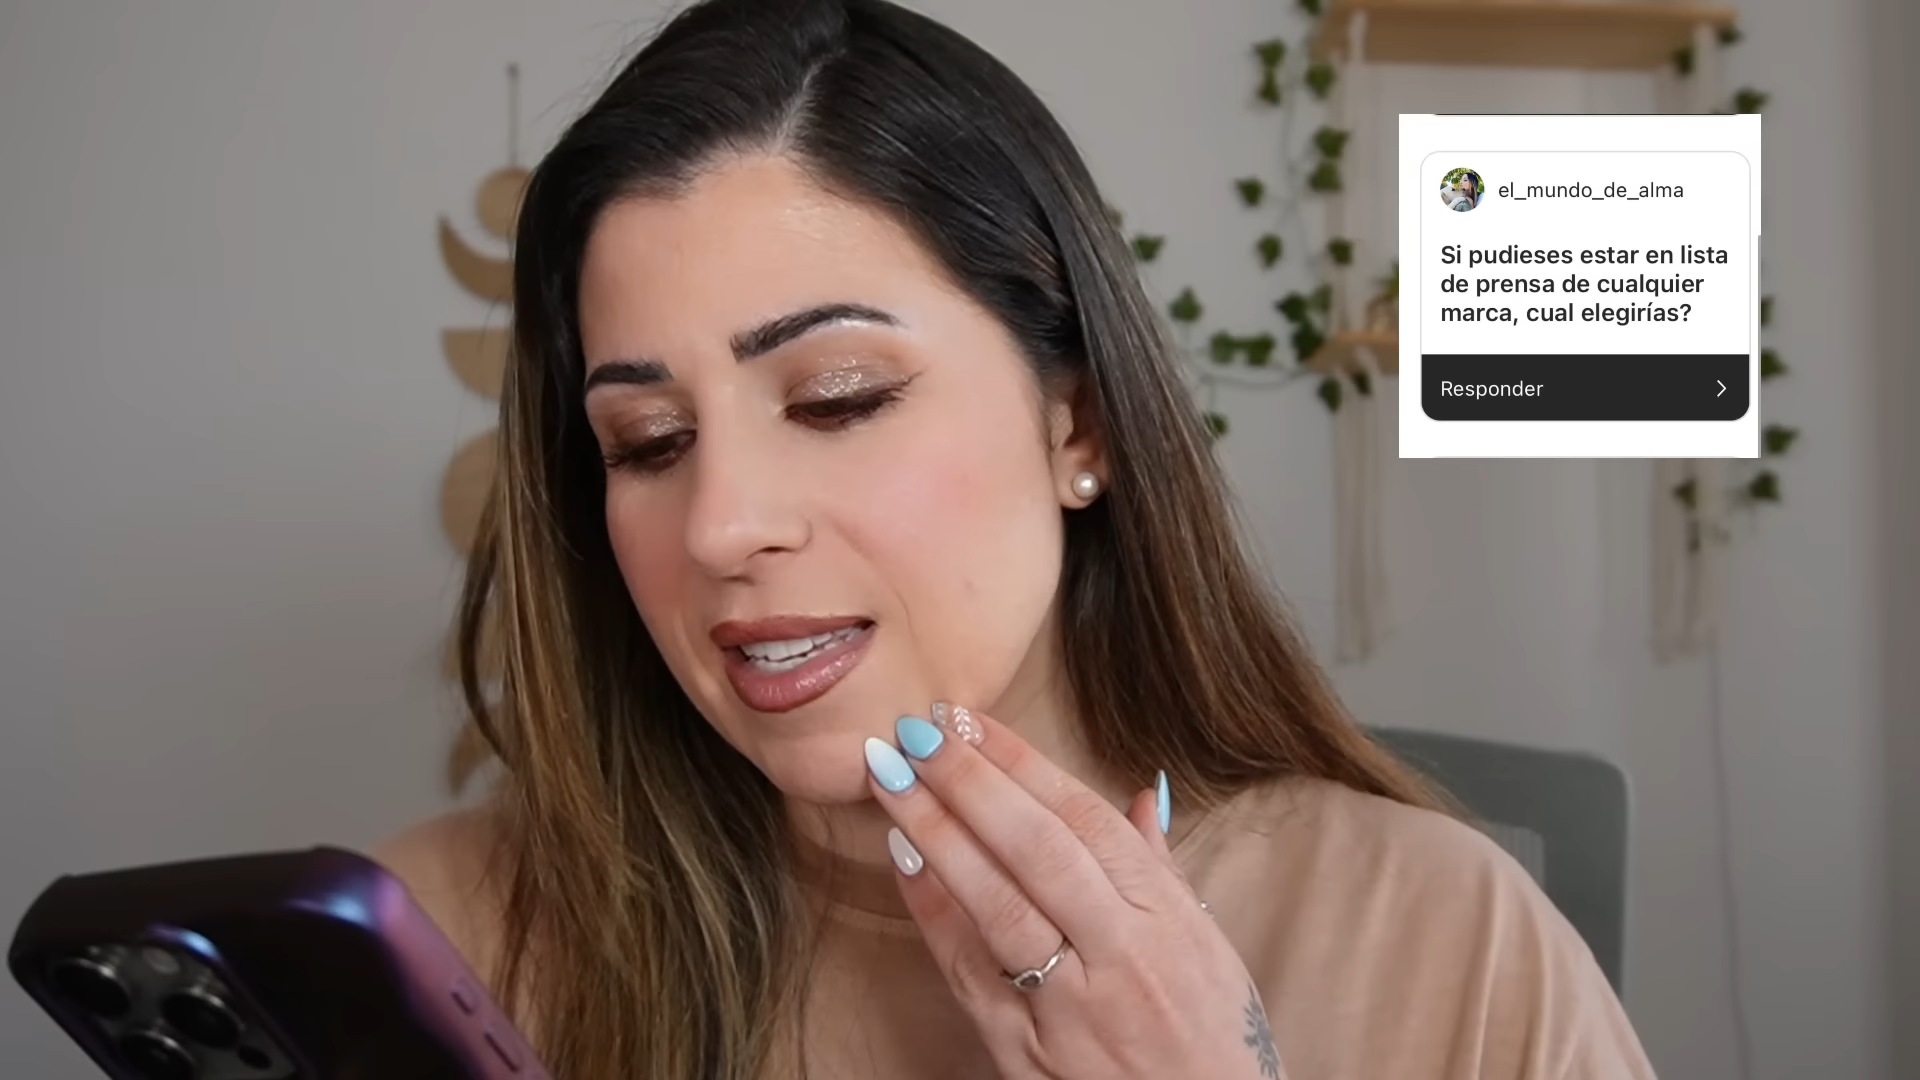 el_mundo_de_alma
Si pudieses estar en lista
de prensa de cualquier
marca, cual elegirías?
Responder